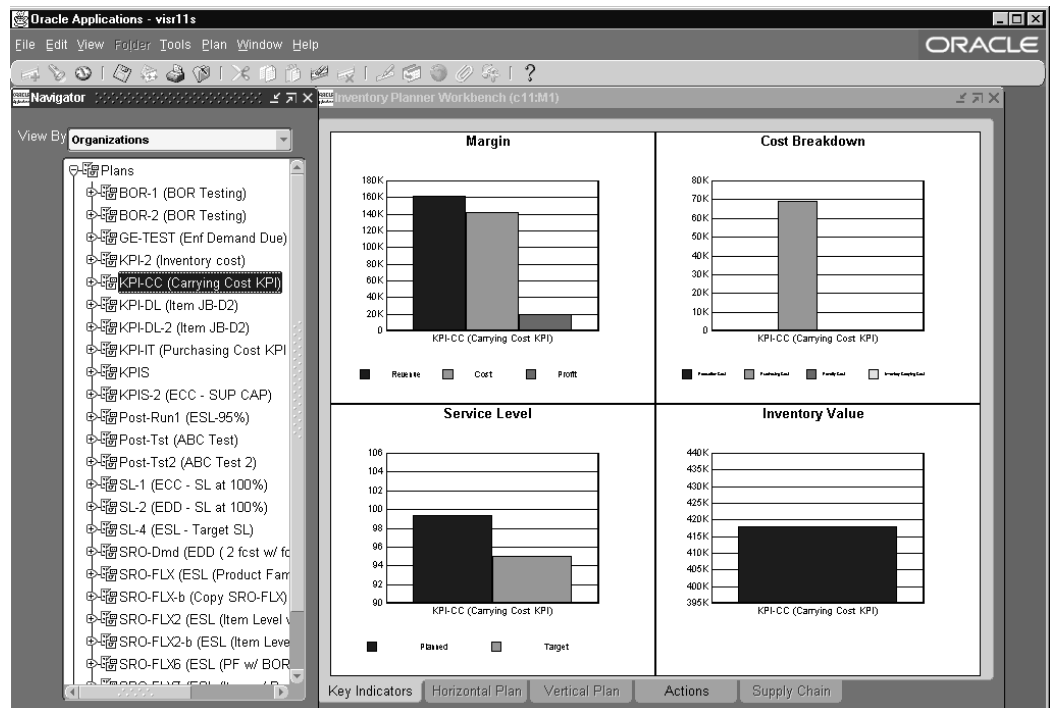 Oracle Applications - visr11s
File Edit View Folder Tools Plan Window Help
ORACLE
Navigator
Inventory Planner Workbench (c11:M1)
View By
Organizations
Plans
BOR-1 (BOR Testing)
BOR-2 (BOR Testing)
GE-TEST (Enf Demand Due)
KPI-2 (Inventory cost)
KPI-CC (Carrying Cost KPI)
KPI-DL (Item JB-D2)
KPI-DL-2 (Item JB-D2)
KPI-IT (Purchasing Cost KPI
KPIS
KPIS-2 (ECC - SUP CAP)
Post-Run1 (ESL-95%)
Post-Tst (ABC Test)
Post-Tst2 (ABC Test 2)
SL-1 (ECC - SL at 100%)
SL-2 (EDD - SL at 100%)
SL-4 (ESL - Target SL)
SRO-Dmd (EDD ( 2 fcst w/ fc
SRO-FLX (ESL (Product Fam
SRO-FLX-b (Copy SRO-FLX)
SRO-FLX2 (ESL (Item Level
SRO-FLX2-b (ESL (Item Leve
SRO-FLX6 (ESL (PF w/ BOR
Margin
180K
160K
140K
120K
100K
80K
60K
40K
20K
0
KPI-CC (Carrying Cost KPI)
Revenue Cost Profit
Cost Breakdown
80K
70K
60K
50K
40K
30K
20K
10K
0
KPI-CC (Carrying Cost KPI)
Production Cost Purchasing Cost Penalty Cost Inventory Carrying Cost
Service Level
106
104
102
100
98
96
94
92
90
KPI-CC (Carrying Cost KPI)
Planned Target
Inventory Value
440K
435K
430K
425K
420K
415K
410K
405K
400K
395K
KPI-CC (Carrying Cost KPI)
Key Indicators Horizontal Plan Vertical Plan Actions Supply Chain